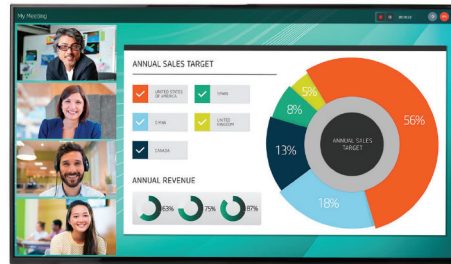 My Meeting
ANNUAL SALES TARGET
UNITED STATES
OF AMERICA
SPAIN
CHINA
UNITED
KINGDOM
CANADA
ANNUAL REVENUE
63%
75%
87%
5%
8%
13%
18%
56%
ANNUAL SALES
TARGET